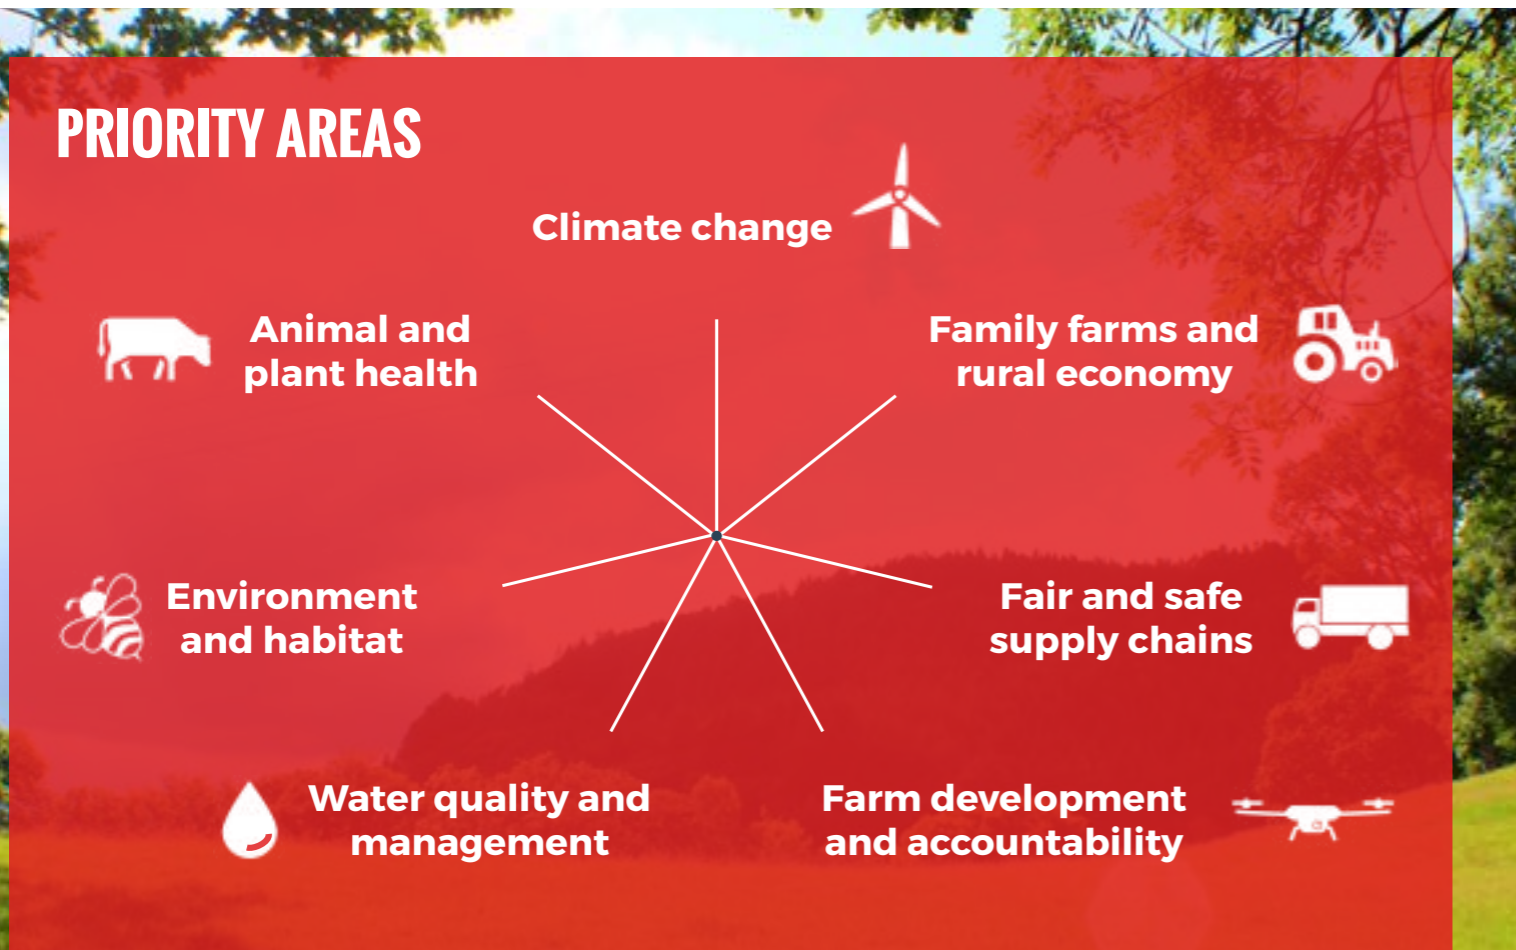 PRIORITY AREAS
Climate change
Animal and
plant health
Family farms and
rural economy
Environment
and habitat
Fair and safe
supply chains
Water quality and
management
Farm development
and accountability